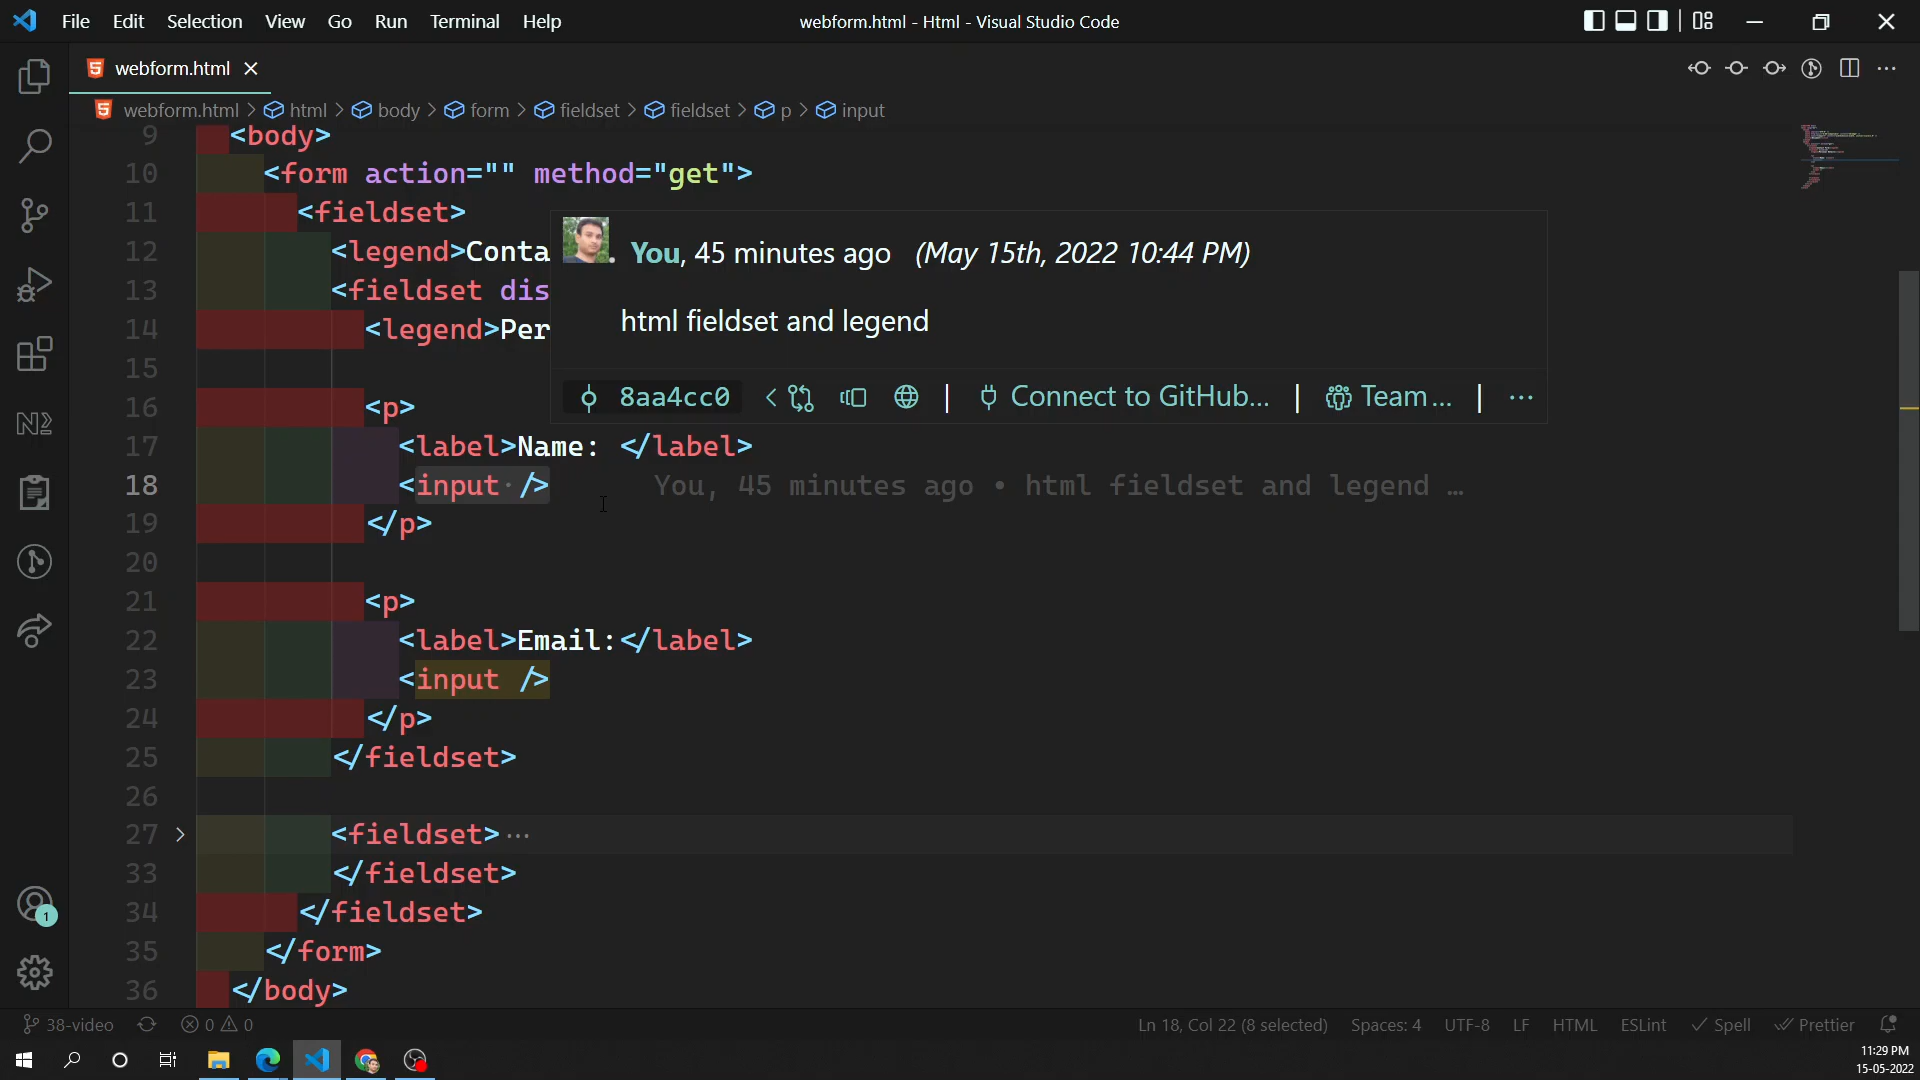 File Edit Selection View Go Run Terminal Help
webform.html - Html - Visual Studio Code
webform.html
webform.html > html > body > form > fieldset > fieldset > p > input
9 <body>
10 <form action="" method="get">
11 <fieldset>
12 <legend>Conta
13 <fieldset dis
14 <legend>Per
You, 45 minutes ago (May 15th, 2022 10:44 PM)
html fieldset and legend
8aa4cc0 | Connect to GitHub... | Team... | ...
15
16 <p>
17 <label>Name: </label>
18 <input /> You, 45 minutes ago • html fieldset and legend …
19 </p>
20
21 <p>
22 <label>Email:</label>
23 <input />
24 </p>
25 </fieldset>
26
27 <fieldset>...
33 </fieldset>
34 </fieldset>
35 </form>
36 </body>
1
38-video 0 0 Ln 18, Col 22 (8 selected) Spaces: 4 UTF-8 LF HTML ESLint Spell Prettier
11:29 PM
15-05-2022